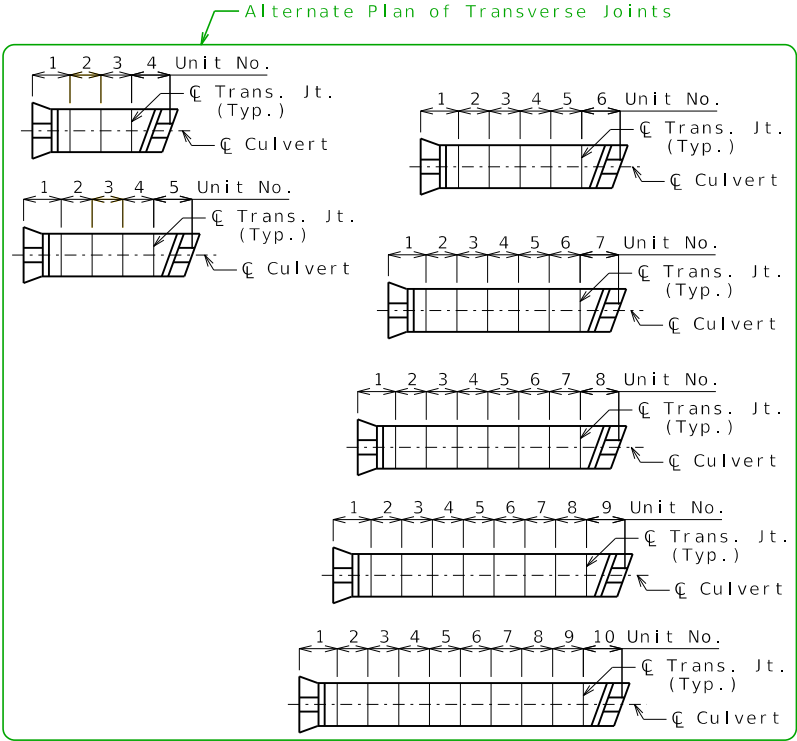 Alternate Plan of Transverse Joints
1 2 3 4 Unit No.
℄ Trans. Jt.
(Typ.)
℄ Culvert
1 2 3 4 5 Unit No.
℄ Trans. Jt.
(Typ.)
℄ Culvert
1 2 3 4 5 6 Unit No.
℄ Trans. Jt.
(Typ.)
℄ Culvert
1 2 3 4 5 6 7 Unit No.
℄ Trans. Jt.
(Typ.)
℄ Culvert
1 2 3 4 5 6 7 8 Unit No.
℄ Trans. Jt.
(Typ.)
℄ Culvert
1 2 3 4 5 6 7 8 9 Unit No.
℄ Trans. Jt.
(Typ.)
℄ Culvert
1 2 3 4 5 6 7 8 9 10 Unit No.
℄ Trans. Jt.
(Typ.)
℄ Culvert